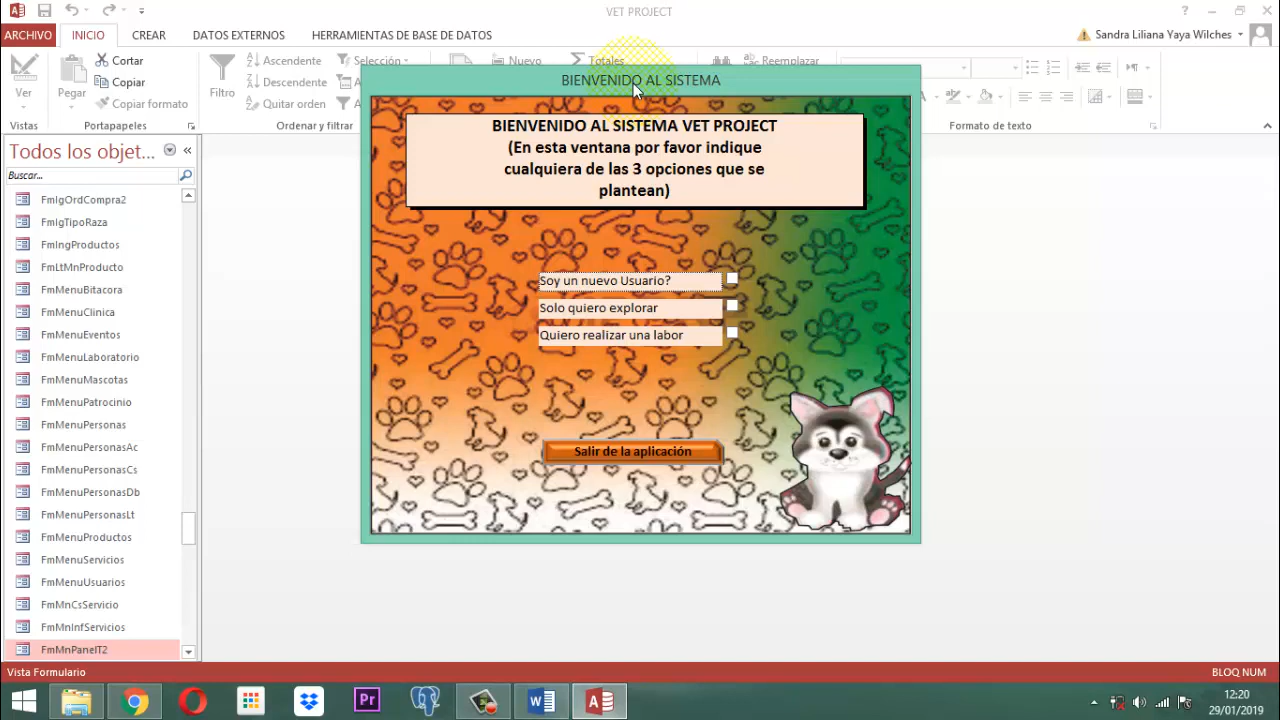 VET PROJECT
?
ARCHIVO
INICIO
CREAR
DATOS EXTERNOS
HERRAMIENTAS DE BASE DE DATOS
Sandra Liliana Yaya Wilches
Ver
Vistas
Pegar
Cortar
Copiar
Copiar formato
Portapapeles
Filtro
Ascendente
Descendente
Quitar orden
Selección
Ordenar y filtrar
Nuevo
Totales
Reemplazar
Formato de texto
Todos los objet...
Buscar...
FmIgOrdCompra2
FmIgTipoRaza
FmIngProductos
FmLtMnProducto
FmMenuBitacora
FmMenuClinica
FmMenuEventos
FmMenuLaboratorio
FmMenuMascotas
FmMenuPatrocinio
FmMenuPersonas
FmMenuPersonasAc
FmMenuPersonasCs
FmMenuPersonasDb
FmMenuPersonasLt
FmMenuProductos
FmMenuServicios
FmMenuUsuarios
FmMnCsServicio
FmMnInfServicios
FmMnPanelT2
BIENVENIDO AL SISTEMA
BIENVENIDO AL SISTEMA VET PROJECT
(En esta ventana por favor indique
cualquiera de las 3 opciones que se
plantean)
Soy un nuevo Usuario?
Solo quiero explorar
Quiero realizar una labor
Salir de la aplicación
Vista Formulario
BLOQ NUM
Pr
12:20
29/01/2019